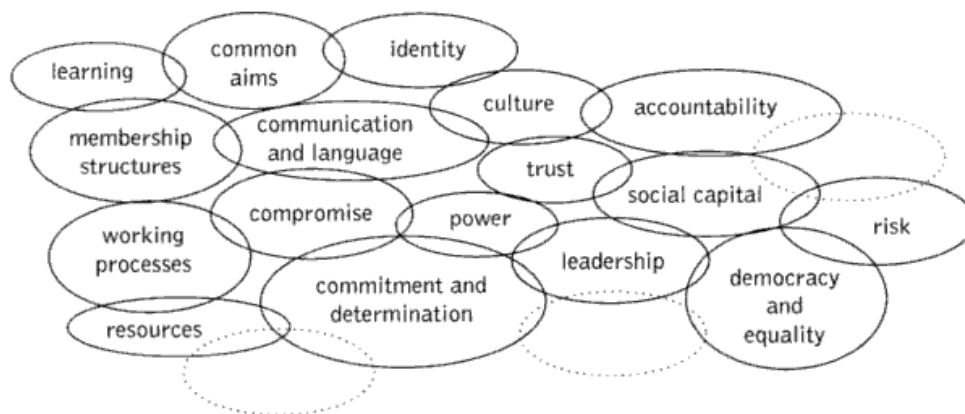 learning
common
aims
identity
culture
accountability
membership
structures
communication
and language
trust
social capital
risk
compromise
power
working
processes
leadership
commitment and
determination
democracy
and
equality
resources